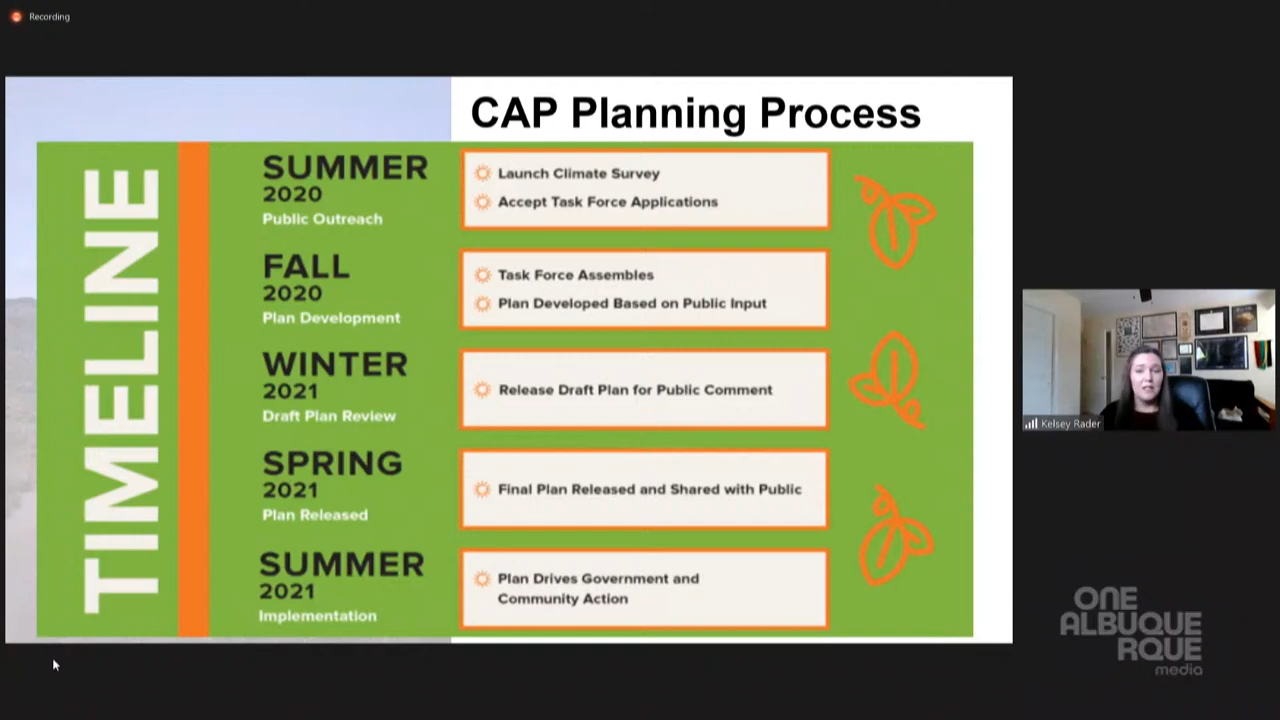 Recording
CAP Planning Process
TIMELINE
SUMMER
2020
Public Outreach
Launch Climate Survey
Accept Task Force Applications
FALL
2020
Plan Development
Task Force Assembles
Plan Developed Based on Public Input
WINTER
2021
Draft Plan Review
Release Draft Plan for Public Comment
SPRING
2021
Plan Released
Final Plan Released and Shared with Public
SUMMER
2021
Implementation
Plan Drives Government and
Community Action
Kelsey Rader
ONE
ALBUQUE
RQUE
media